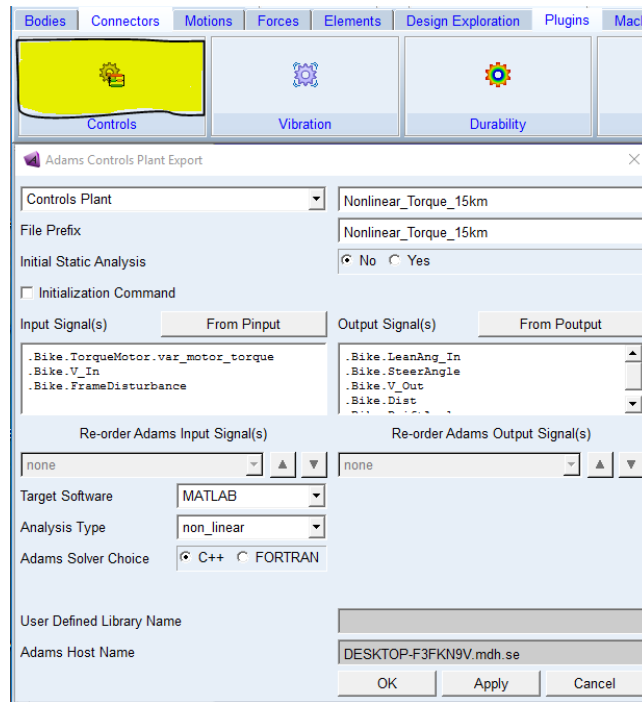 Bodies Connectors Motions Forces Elements Design Exploration Plugins Mac
Controls Vibration Durability
Adams Controls Plant Export
Controls Plant Nonlinear_Torque_15km
File Prefix Nonlinear_Torque_15km
Initial Static Analysis No Yes
Initialization Command
Input Signal(s) From Pinput Output Signal(s) From Poutput
.Bike.TorqueMotor.var_motor_torque .Bike.LeanAng_In
.Bike.V_In .Bike.SteerAngle
.Bike.FrameDisturbance .Bike.V_Out
.Bike.Dist
Re-order Adams Input Signal(s) Re-order Adams Output Signal(s)
none none
Target Software MATLAB
Analysis Type non_linear
Adams Solver Choice C++ FORTRAN
User Defined Library Name
Adams Host Name DESKTOP-F3FKN9V.mdh.se
OK Apply Cancel